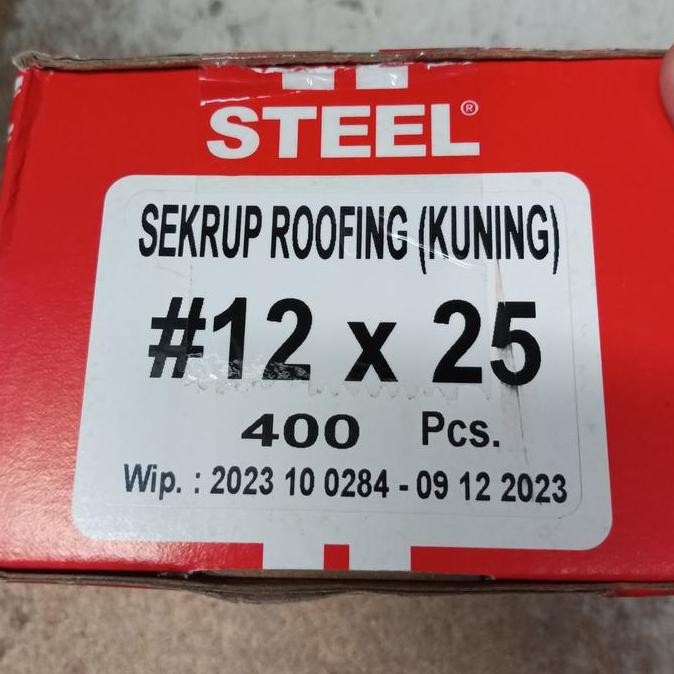 STEEL®
SEKRUP ROOFING (KUNING)
#12 x 25
400 Pcs.
Wip. : 2023 10 0284 - 09 12 2023